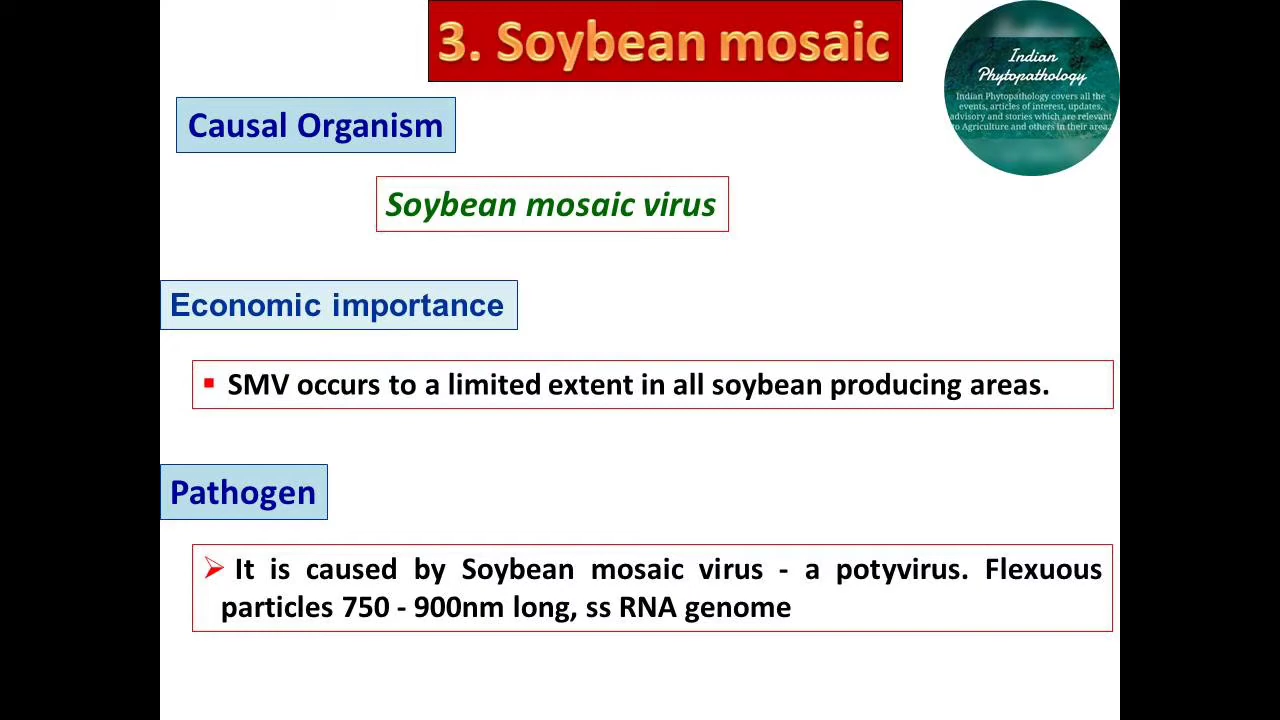 3. Soybean mosaic
Indian
Phytopathology
Indian Phytopathology covers all the
events, articles of interest, updates,
advisory and stories which are relevant
to Agriculture and others in their area.
Causal Organism
Soybean mosaic virus
Economic importance
▪ SMV occurs to a limited extent in all soybean producing areas.
Pathogen
➢ It is caused by Soybean mosaic virus - a potyvirus. Flexuous
particles 750 - 900nm long, ss RNA genome